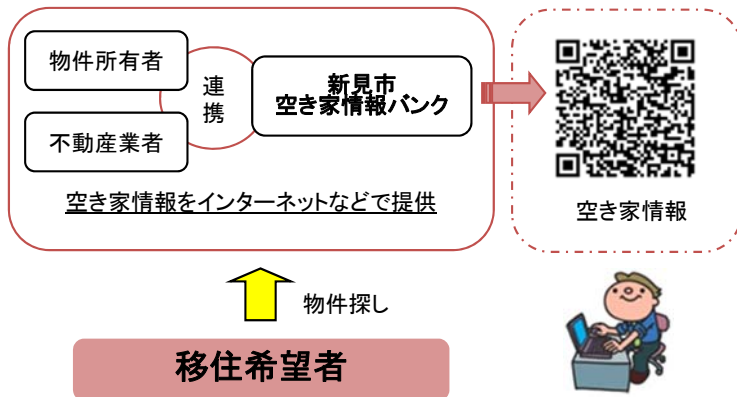 物件所有者
不動産業者
連
携
新見市
空き家情報バンク
空き家情報をインターネットなどで提供
空き家情報
物件探し
移住希望者